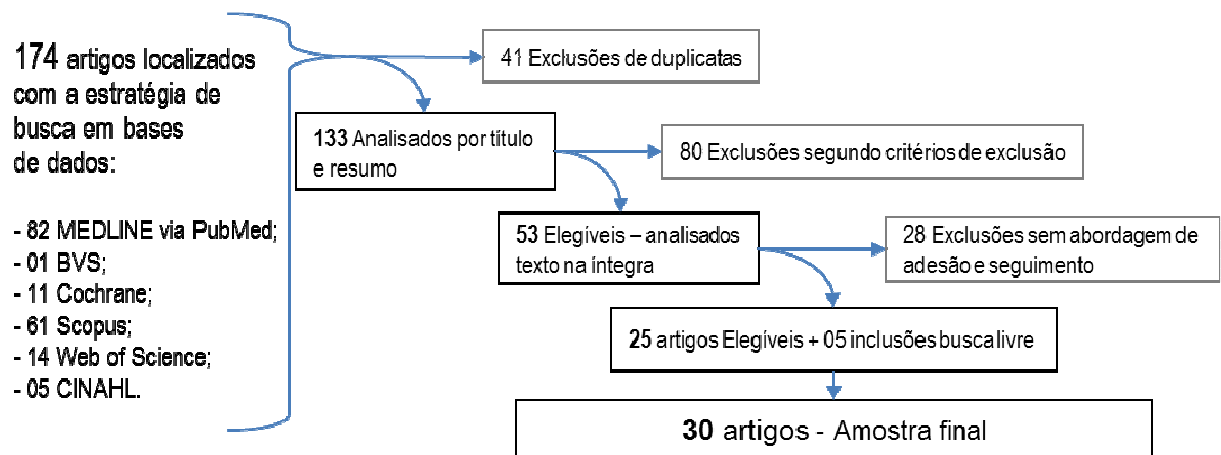 174 artigos localizados
com a estratégia de
busca em bases
de dados:
- 82 MEDLINE via PubMed;
- 01 BVS;
- 11 Cochrane;
- 61 Scopus;
- 14 Web of Science;
- 05 CINAHL.
41 Exclusões de duplicatas
133 Analisados por título
e resumo
80 Exclusões segundo critérios de exclusão
53 Elegíveis – analisados
texto na íntegra
28 Exclusões sem abordagem de
adesão e seguimento
25 artigos Elegíveis + 05 inclusões busca livre
30 artigos - Amostra final